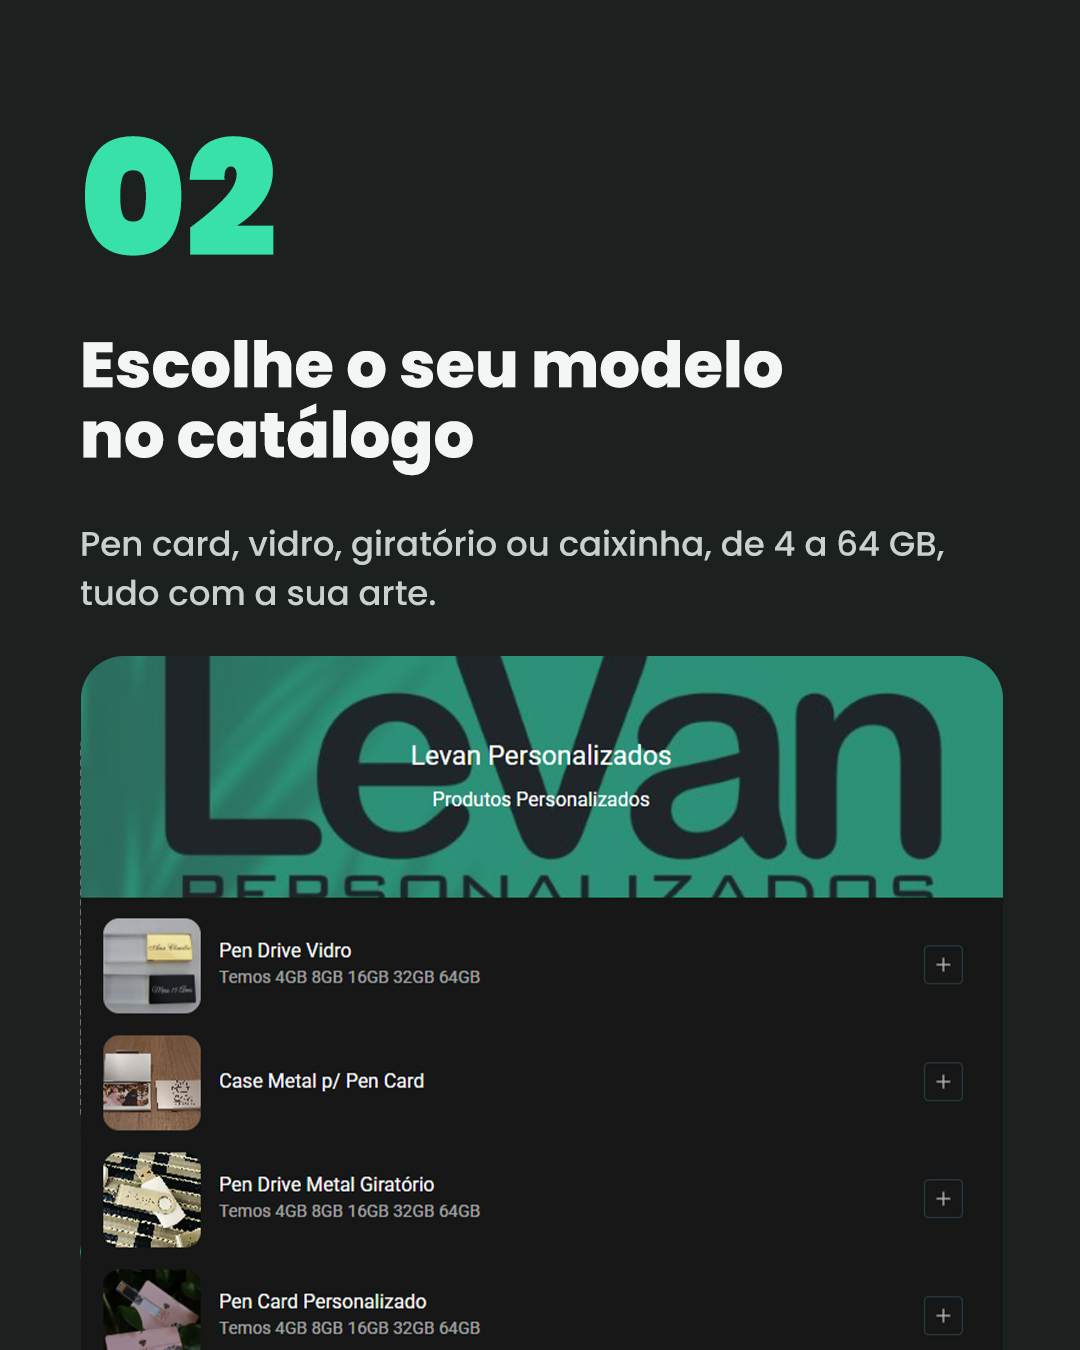 02
Escolhe o seu modelo
no catálogo
Pen card, vidro, giratório ou caixinha, de 4 a 64 GB,
tudo com a sua arte.
LeVan
Levan Personalizados
Produtos Personalizados
PERSONALIZADOS
Pen Drive Vidro
Temos 4GB 8GB 16GB 32GB 64GB
Case Metal p/ Pen Card
Pen Drive Metal Giratório
Temos 4GB 8GB 16GB 32GB 64GB
Pen Card Personalizado
Temos 4GB 8GB 16GB 32GB 64GB